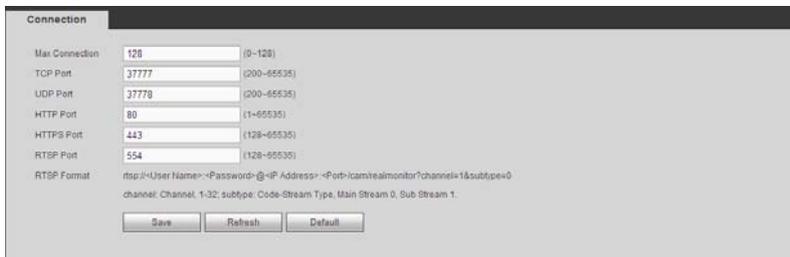 Connection
Max Connection 128 (0~128)
TCP Port 37777 (200~65535)
UDP Port 37778 (200~65535)
HTTP Port 80 (1~65535)
HTTPS Port 443 (128~65535)
RTSP Port 554 (128~65535)
RTSP Format rtsp://<User Name>:<Password>@<IP Address>:<Port>/cam/realmonitor?channel=1&subtype=0
channel: Channel, 1-32; subtype: Code-Stream Type, Main Stream 0, Sub Stream 1.
Save Refresh Default